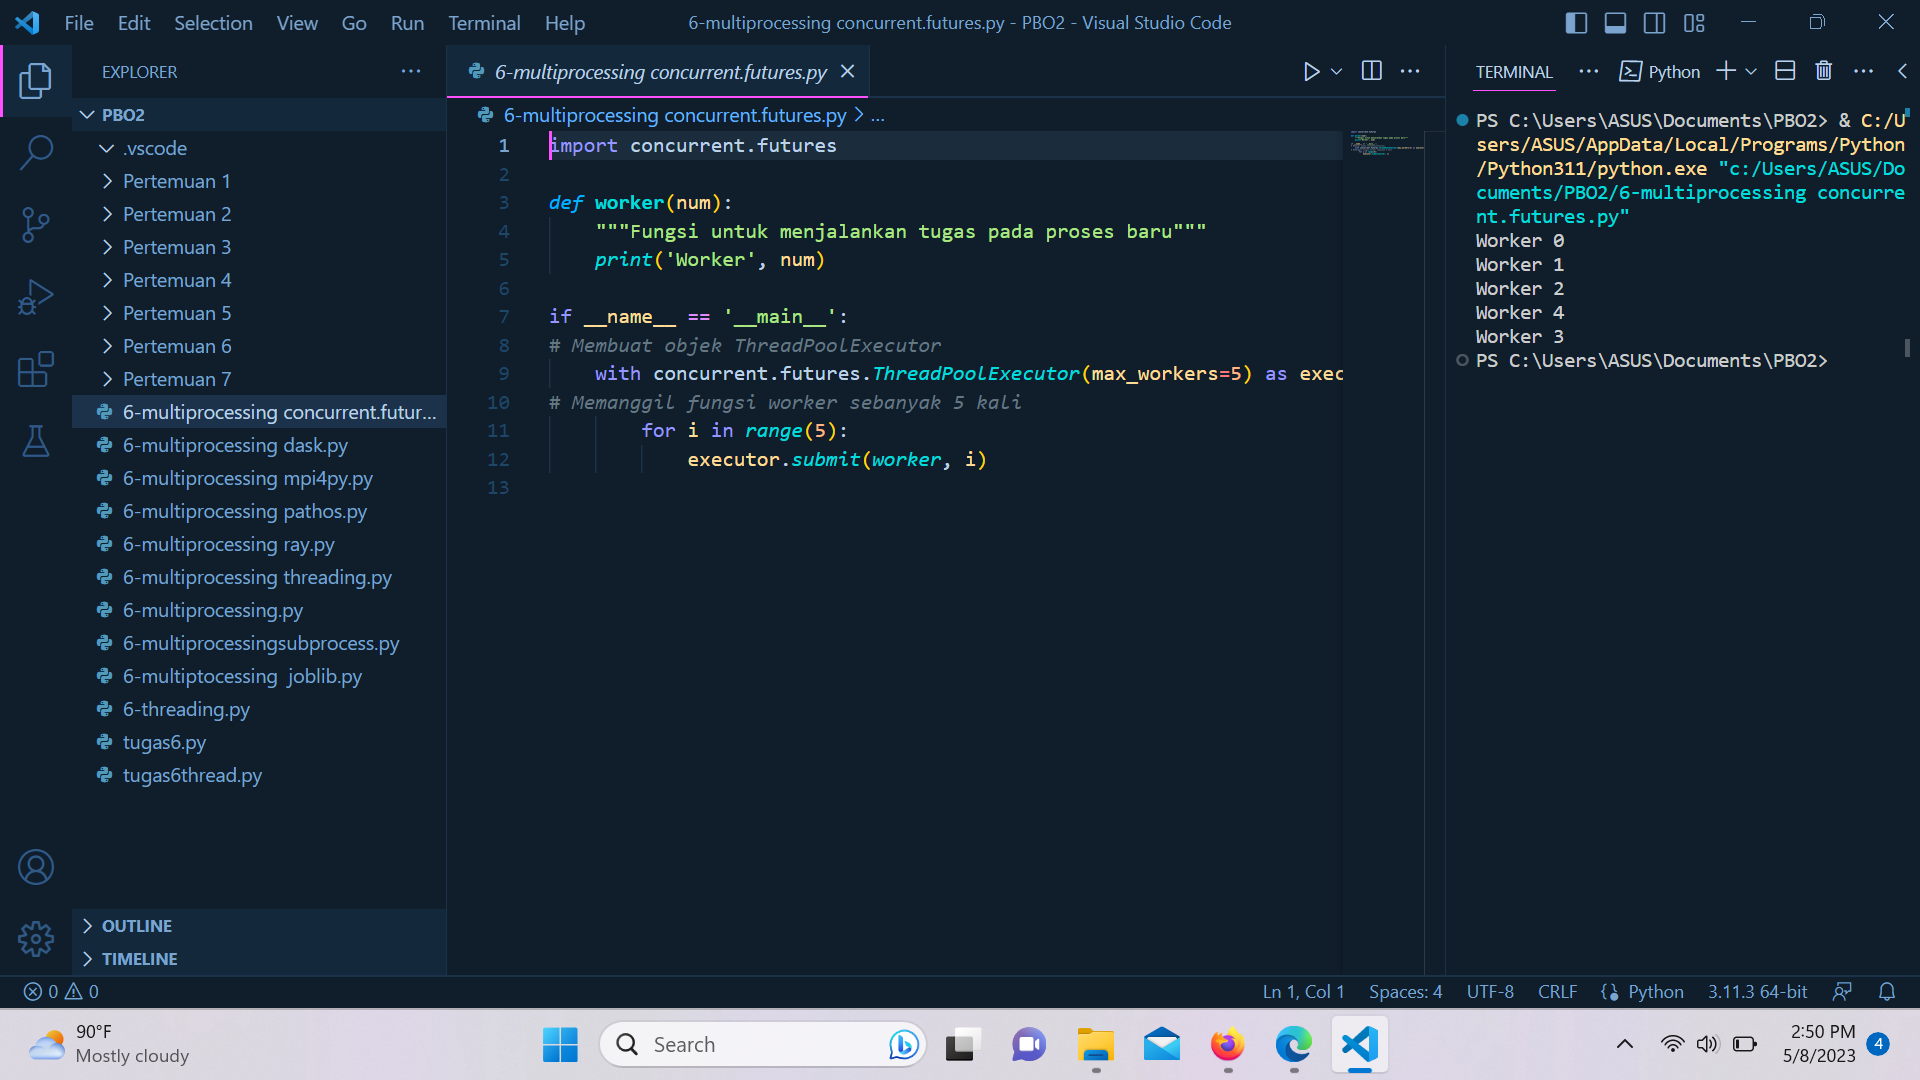 File Edit Selection View Go Run Terminal Help
6-multiprocessing concurrent.futures.py - PBO2 - Visual Studio Code
EXPLORER
PBO2
.vscode
Pertemuan 1
Pertemuan 2
Pertemuan 3
Pertemuan 4
Pertemuan 5
Pertemuan 6
Pertemuan 7
6-multiprocessing concurrent.futur...
6-multiprocessing dask.py
6-multiprocessing mpi4py.py
6-multiprocessing pathos.py
6-multiprocessing ray.py
6-multiprocessing threading.py
6-multiprocessing.py
6-multiprocessingsubprocess.py
6-multiptocessing  joblib.py
6-threading.py
tugas6.py
tugas6thread.py
OUTLINE
TIMELINE
6-multiprocessing concurrent.futures.py
6-multiprocessing concurrent.futures.py > ...
1 import concurrent.futures
2
3 def worker(num):
4     """Fungsi untuk menjalankan tugas pada proses baru"""
5     print('Worker', num)
6
7 if __name__ == '__main__':
8 # Membuat objek ThreadPoolExecutor
9     with concurrent.futures.ThreadPoolExecutor(max_workers=5) as exec
10 # Memanggil fungsi worker sebanyak 5 kali
11         for i in range(5):
12             executor.submit(worker, i)
13
TERMINAL
Python
PS C:\Users\ASUS\Documents\PBO2> & C:/U
sers/ASUS/AppData/Local/Programs/Python
/Python311/python.exe "c:/Users/ASUS/Do
cuments/PBO2/6-multiprocessing concurre
nt.futures.py"
Worker 0
Worker 1
Worker 2
Worker 4
Worker 3
PS C:\Users\ASUS\Documents\PBO2>
0 0
Ln 1, Col 1 Spaces: 4 UTF-8 CRLF Python 3.11.3 64-bit
90°F
Mostly cloudy
Search
2:50 PM
5/8/2023
4